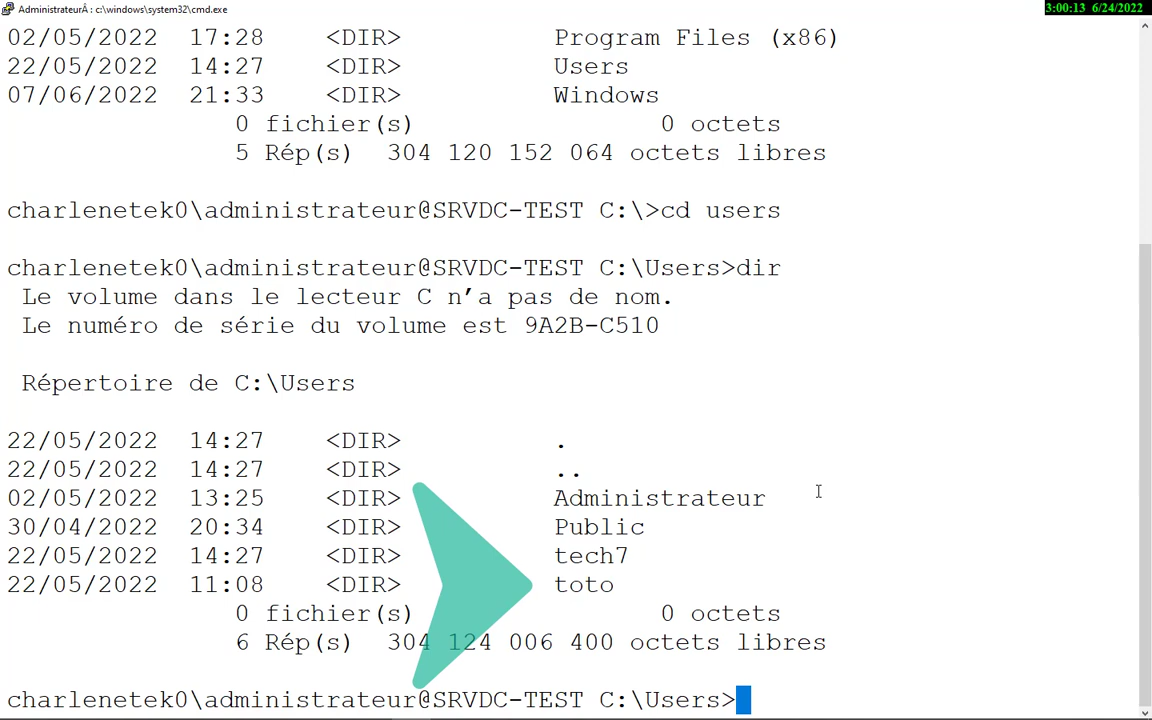 AdministrateurÂ : c:\windows\system32\cmd.exe
3:00:13 6/24/2022
02/05/2022 17:28 <DIR> Program Files (x86)
22/05/2022 14:27 <DIR> Users
07/06/2022 21:33 <DIR> Windows
0 fichier(s) 0 octets
5 Rép(s) 304 120 152 064 octets libres
charlenetek0\administrateur@SRVDC-TEST C:\>cd users
charlenetek0\administrateur@SRVDC-TEST C:\Users>dir
Le volume dans le lecteur C n’a pas de nom.
Le numéro de série du volume est 9A2B-C510
Répertoire de C:\Users
22/05/2022 14:27 <DIR> .
22/05/2022 14:27 <DIR> ..
02/05/2022 13:25 <DIR> Administrateur
30/04/2022 20:34 <DIR> Public
22/05/2022 14:27 <DIR> tech7
22/05/2022 11:08 <DIR> toto
0 fichier(s) 0 octets
6 Rép(s) 304 124 006 400 octets libres
charlenetek0\administrateur@SRVDC-TEST C:\Users>